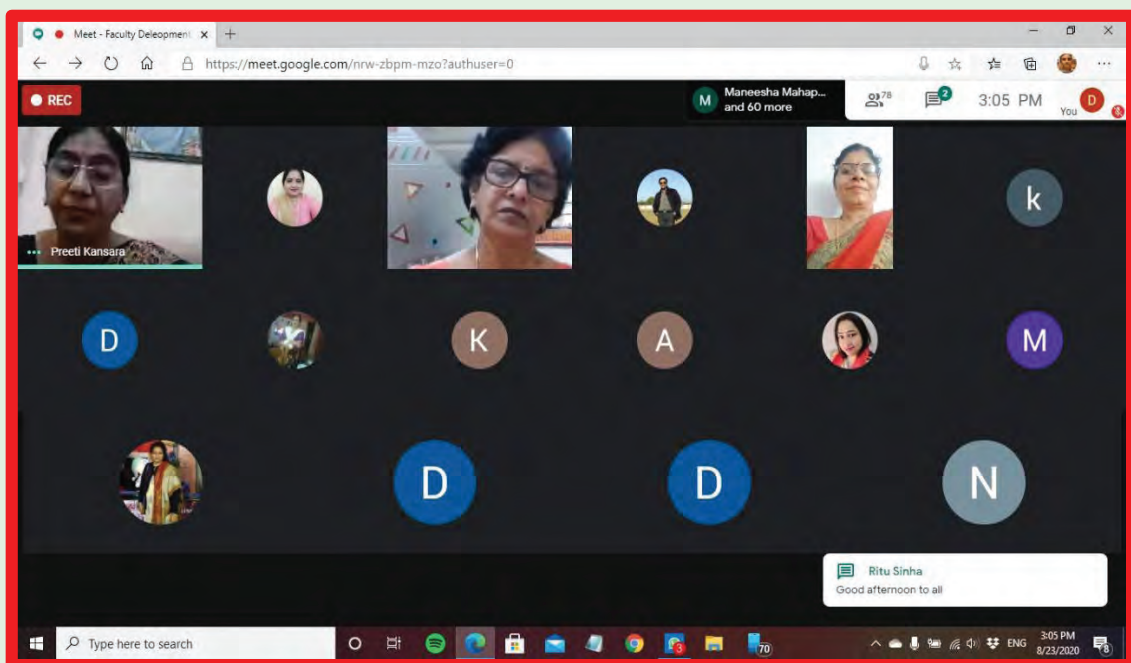 Meet - Faculty Deleopment
https://meet.google.com/nrw-zbpm-mzo?authuser=0
REC
M
Maneesha Mahap...
and 60 more
78
2
3:05 PM
You
D
Preeti Kansara
k
D
K
A
M
D
D
N
Ritu Sinha
Good afternoon to all
Type here to search
3
70
ENG
3:05 PM
8/23/2020
8